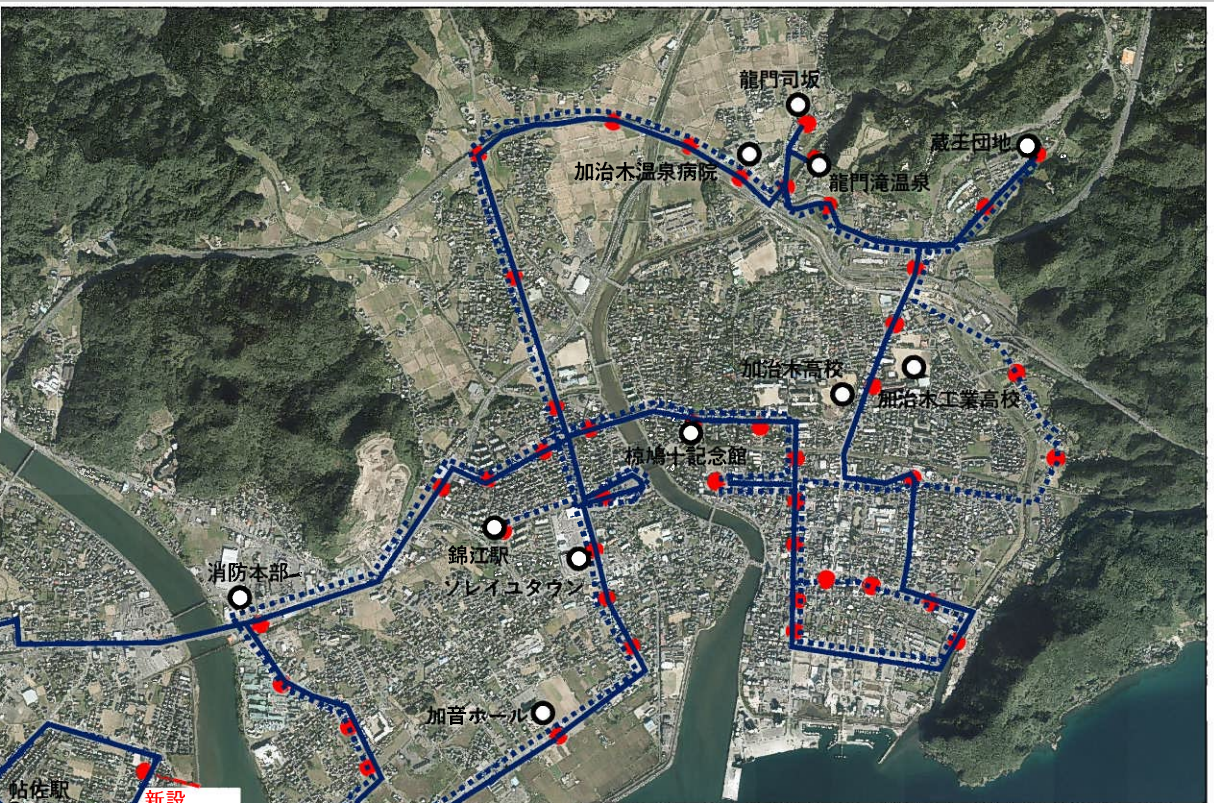 龍門司坂
蔵王団地
加治木温泉病院
龍門滝温泉
加治木高校
加治木工業高校
椋鳩十記念館
錦江駅
ソレイユタウン
消防本部
加音ホール
帖佐駅
新設